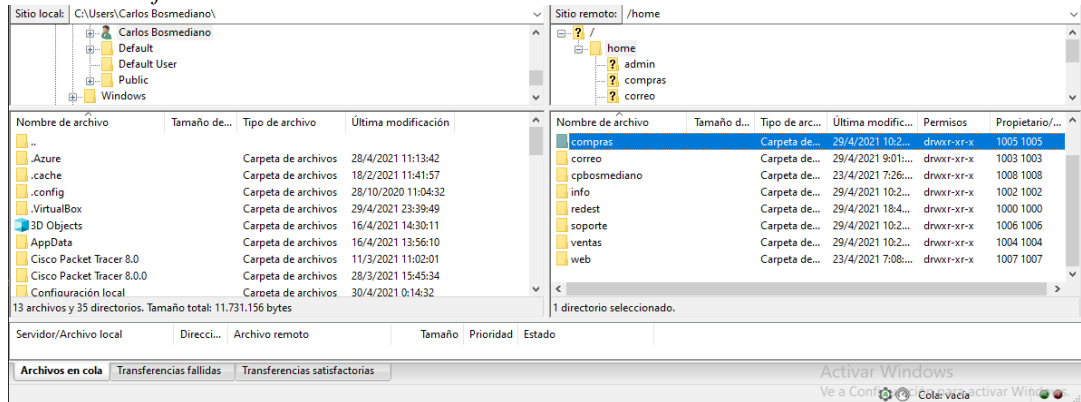 Sitio local: C:\Users\Carlos Bosmediano\
Carlos Bosmediano
Default
Default User
Public
Windows
Nombre de archivo Tamaño de... Tipo de archivo Última modificación
..
.Azure Carpeta de archivos 28/4/2021 11:13:42
.cache Carpeta de archivos 18/2/2021 11:41:57
.config Carpeta de archivos 28/10/2020 11:04:32
.VirtualBox Carpeta de archivos 29/4/2021 23:39:49
3D Objects Carpeta de archivos 16/4/2021 14:30:11
AppData Carpeta de archivos 16/4/2021 13:56:10
Cisco Packet Tracer 8.0 Carpeta de archivos 11/3/2021 11:02:01
Cisco Packet Tracer 8.0.0 Carpeta de archivos 28/3/2021 15:45:34
Configuración local Carpeta de archivos 30/4/2021 0:14:32
13 archivos y 35 directorios. Tamaño total: 11.731.156 bytes
Sitio remoto: /home
? /
home
? admin
? compras
? correo
Nombre de archivo Tamaño d... Tipo de arc... Última modific... Permisos Propietario/...
compras Carpeta de... 29/4/2021 10:2... drwxr-xr-x 1005 1005
correo Carpeta de... 29/4/2021 9:01:... drwxr-xr-x 1003 1003
cpbosmediano Carpeta de... 23/4/2021 7:26:... drwxr-xr-x 1008 1008
info Carpeta de... 29/4/2021 10:2... drwxr-xr-x 1002 1002
redest Carpeta de... 29/4/2021 18:4... drwxr-xr-x 1000 1000
soporte Carpeta de... 29/4/2021 10:2... drwxr-xr-x 1006 1006
ventas Carpeta de... 29/4/2021 10:2... drwxr-xr-x 1004 1004
web Carpeta de... 23/4/2021 7:08:... drwxr-xr-x 1007 1007
1 directorio seleccionado.
Servidor/Archivo local Direcci... Archivo remoto Tamaño Prioridad Estado
Archivos en cola Transferencias fallidas Transferencias satisfactorias
Activar Windows
Ve a Configuración para activar Windows.
Cola: vacía